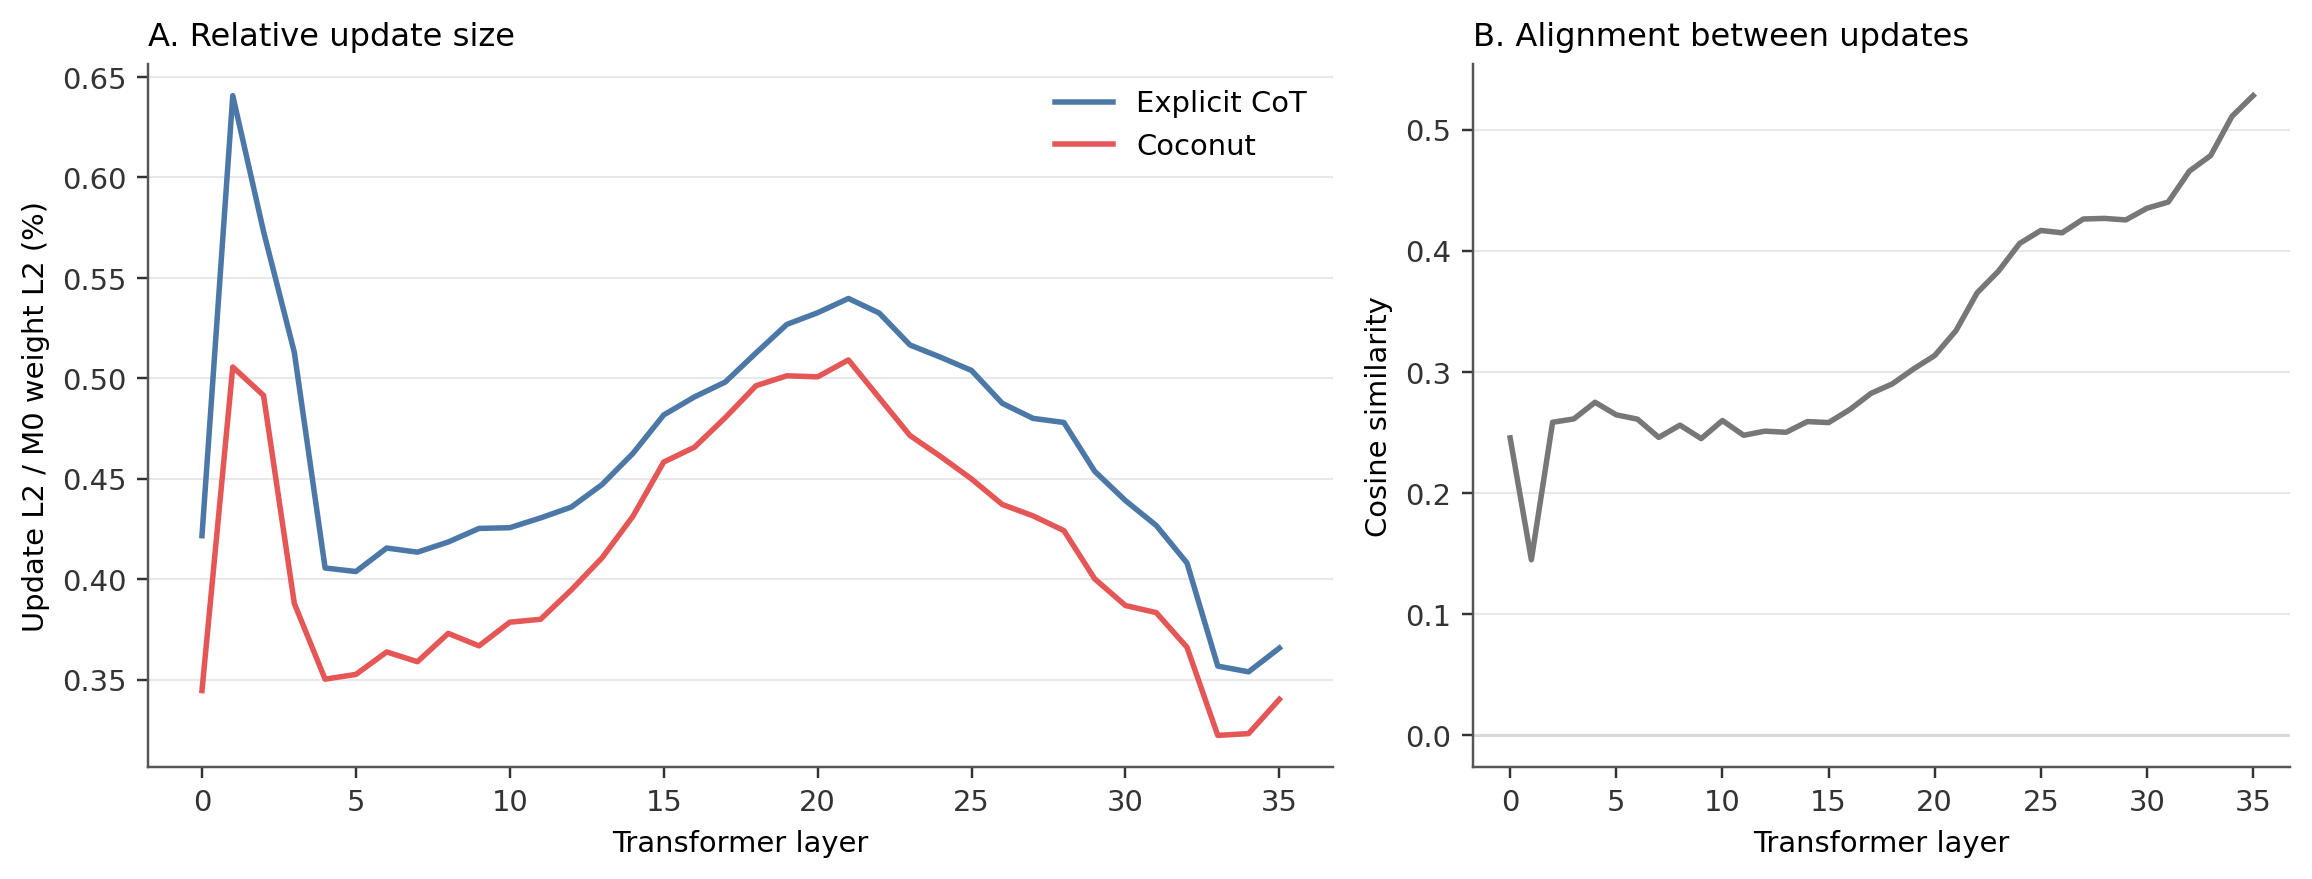 A. Relative update size
Update L2 / M0 weight L2 (%)
0.65
0.60
0.55
0.50
0.45
0.40
0.35
Explicit CoT
Coconut
0 5 10 15 20 25 30 35
Transformer layer
B. Alignment between updates
Cosine similarity
0.5
0.4
0.3
0.2
0.1
0.0
0 5 10 15 20 25 30 35
Transformer layer